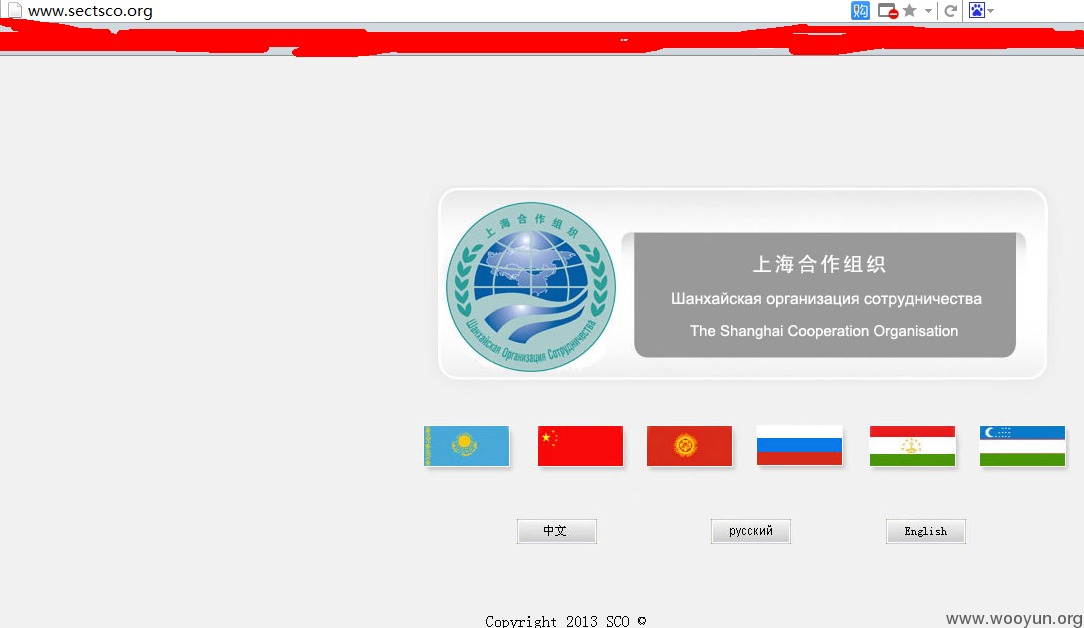 www.sectsco.org
购
上海合作组织
Шанхайская Организация Сотрудничества
上海合作组织
Шанхайская организация сотрудничества
The Shanghai Cooperation Organisation
中文
русский
English
Copyright 2013 SCO ©
www.wooyun.org